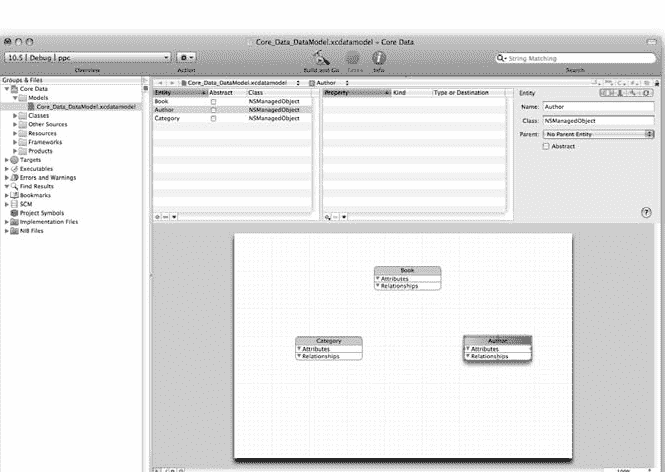 Core_Data_DataModel.xcdatamodel – Core Data
10.5 | Debug | ppc
String Matching
Overview
Action
Build and Go
Tasks
Info
Search
Groups & Files
Core_Data_DataModel.xcdatamodel
Author
Core Data
Models
Core_Data_DataModel.xcdatamodel
Classes
Other Sources
Resources
Frameworks
Products
Targets
Executables
Errors and Warnings
Find Results
Bookmarks
SCM
Project Symbols
Implementation Files
NIB Files
Entity Abstract Class
Book NSManagedObject
Author NSManagedObject
Category NSManagedObject
Property Kind Type or Destination
Entity
Name: Author
Class: NSManagedObject
Parent: No Parent Entity
Abstract
Book
Attributes
Relationships
Category
Attributes
Relationships
Author
Attributes
Relationships
100%